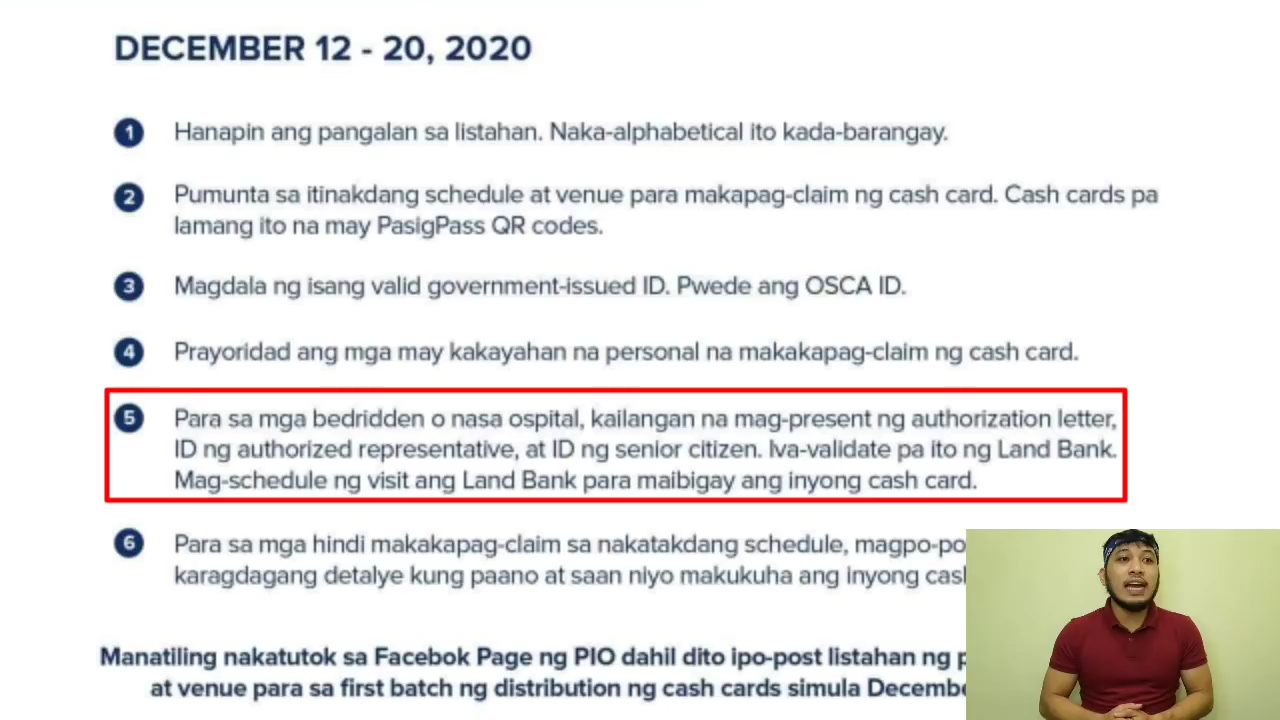 DECEMBER 12 - 20, 2020
1 Hanapin ang pangalan sa listahan. Naka-alphabetical ito kada-barangay.
2 Pumunta sa itinakdang schedule at venue para makapag-claim ng cash card. Cash cards pa
lamang ito na may PasigPass QR codes.
3 Magdala ng isang valid government-issued ID. Pwede ang OSCA ID.
4 Prayoridad ang mga may kakayahan na personal na makakapag-claim ng cash card.
5 Para sa mga bedridden o nasa ospital, kailangan na mag-present ng authorization letter,
ID ng authorized representative, at ID ng senior citizen. Iva-validate pa ito ng Land Bank.
Mag-schedule ng visit ang Land Bank para maibigay ang inyong cash card.
6 Para sa mga hindi makakapag-claim sa nakatakdang schedule,
karagdagang detalye kung paano at saan niyo makukuha ang inyong
Manatiling nakatutok sa Facebok Page ng PIO dahil dito ipo-post listahan ng
at venue para sa first batch ng distribution ng cash cards simula